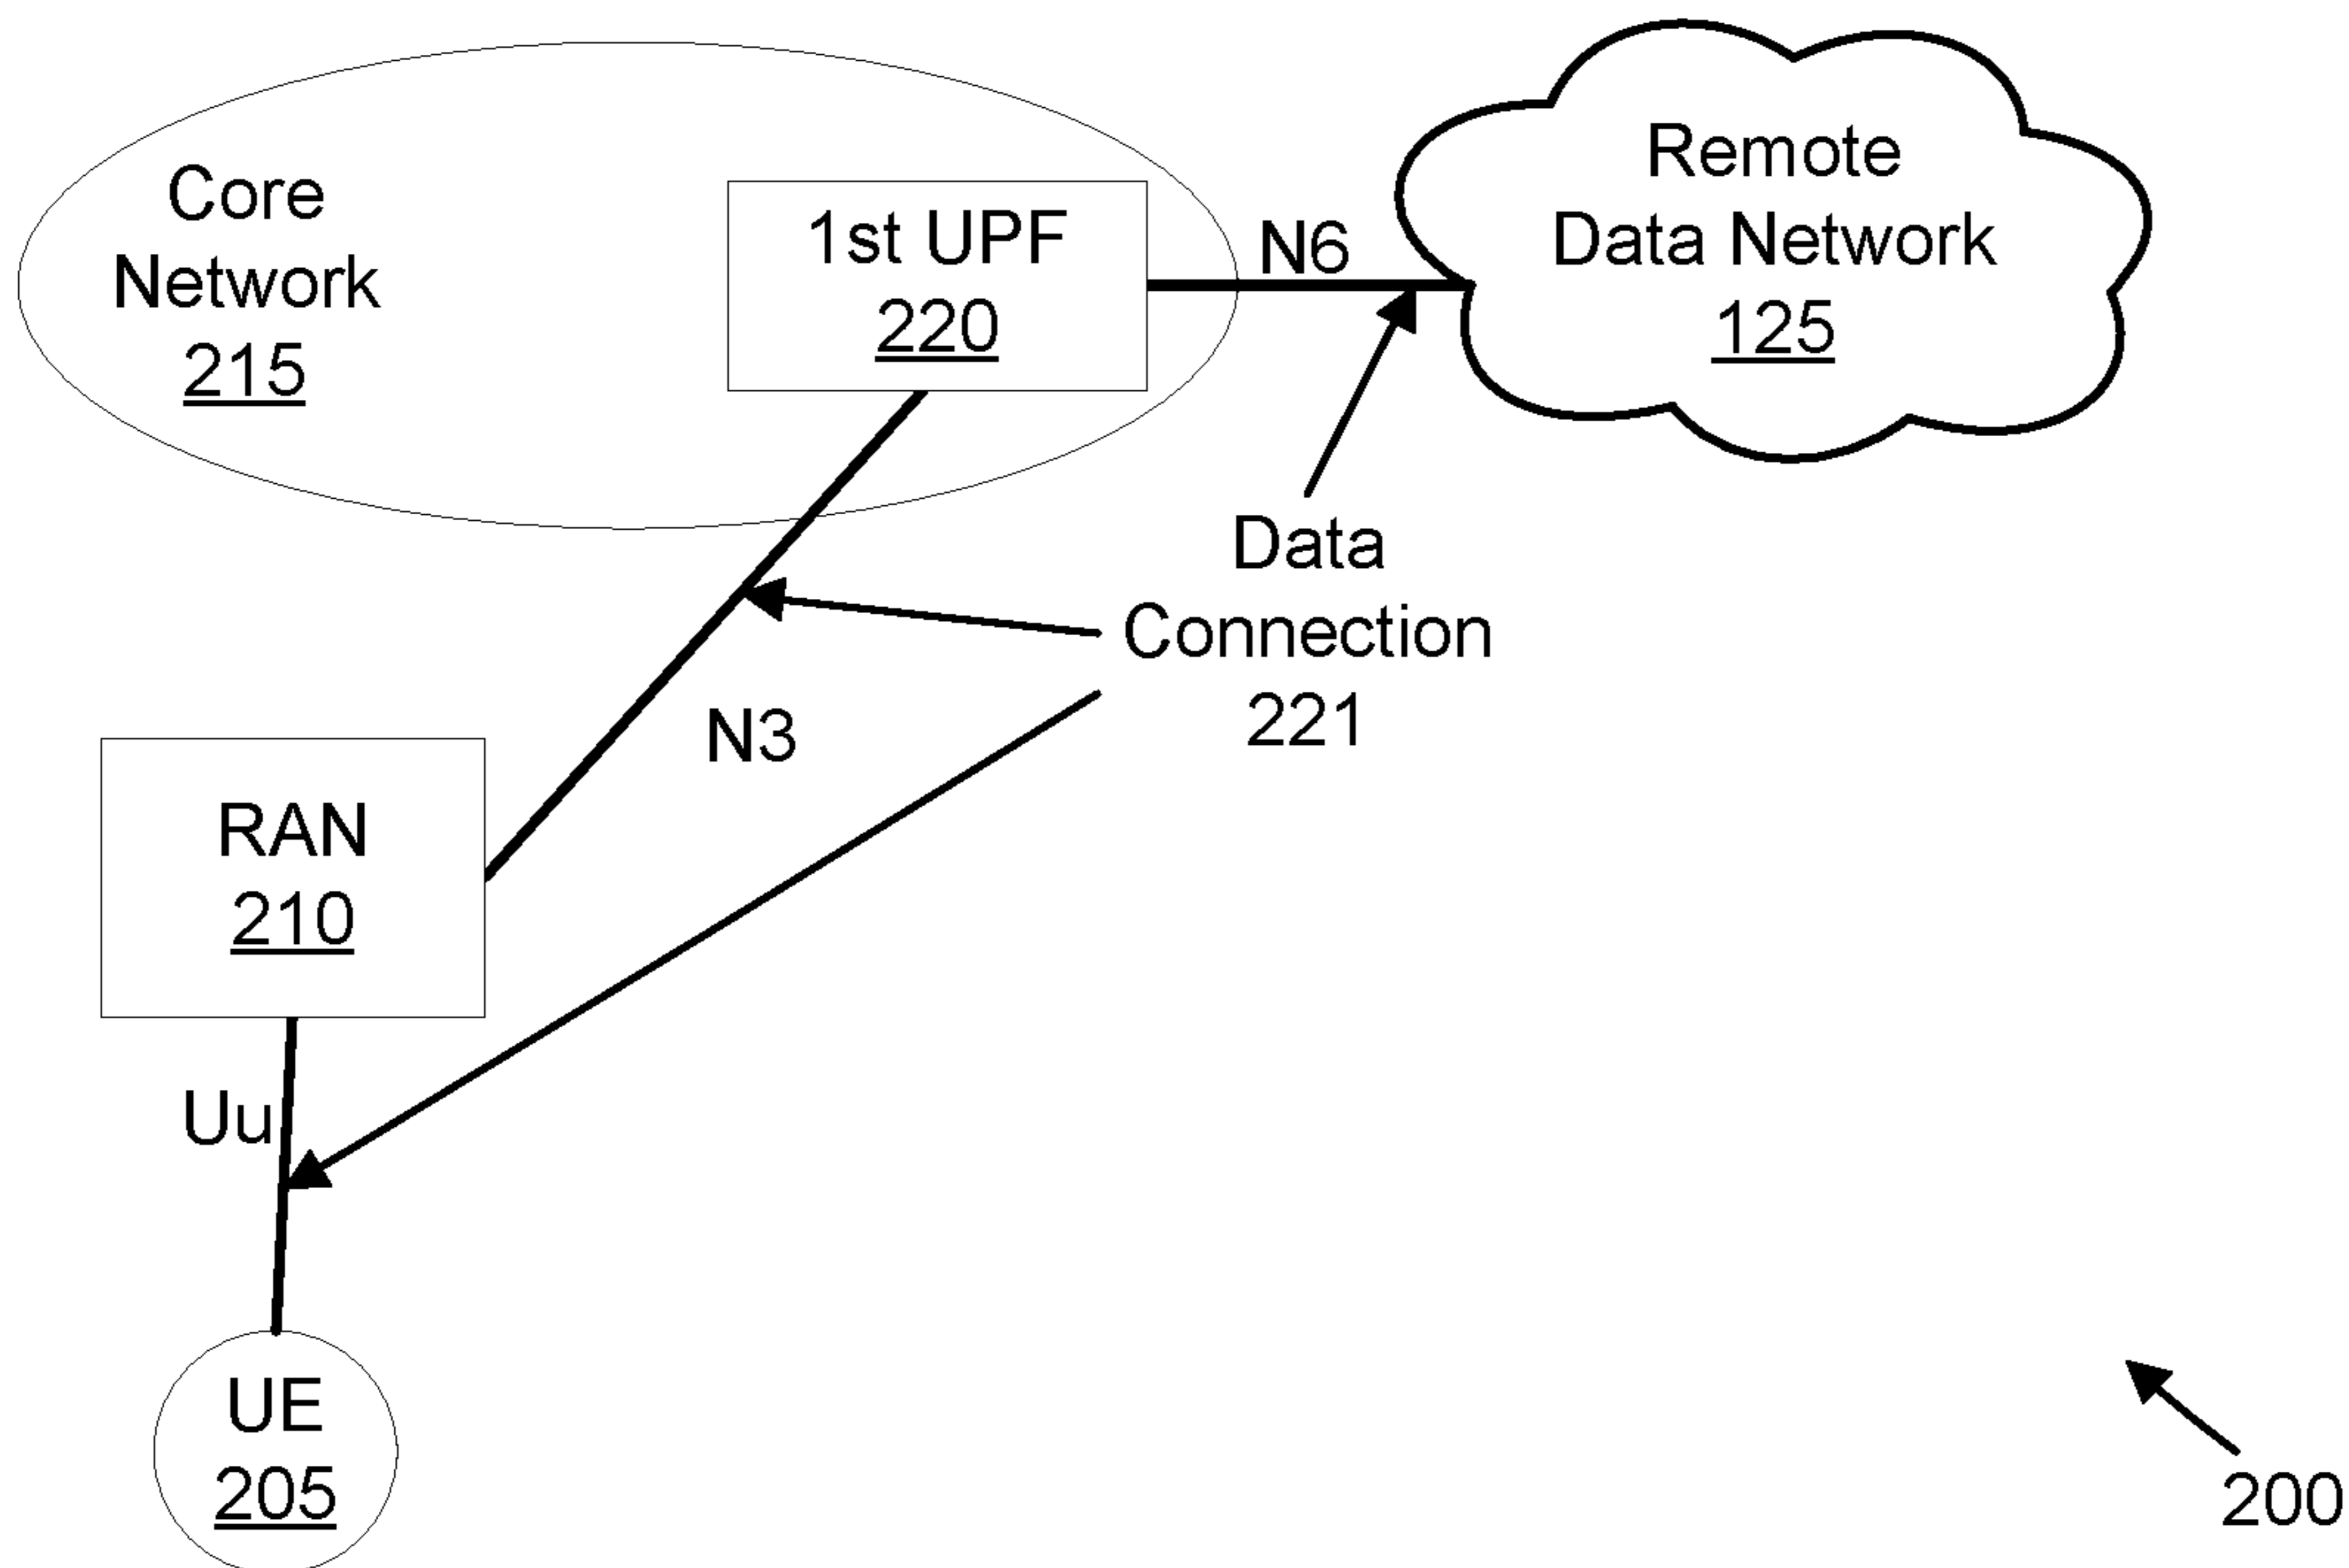 Core
Network
215
1st UPF
220
N6
Remote
Data Network
125
Data
Connection
221
N3
RAN
210
Uu
UE
205
200